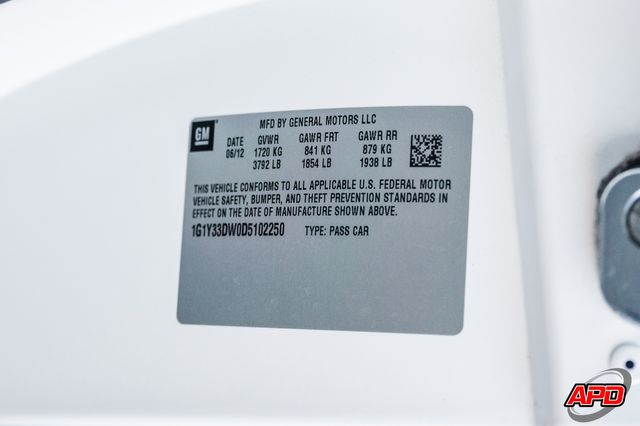 GM
MFD BY GENERAL MOTORS LLC
DATE GVWR GAWR FRT GAWR RR
06/12 1720 KG 841 KG 879 KG
3792 LB 1854 LB 1938 LB
THIS VEHICLE CONFORMS TO ALL APPLICABLE U.S. FEDERAL MOTOR
VEHICLE SAFETY, BUMPER, AND THEFT PREVENTION STANDARDS IN
EFFECT ON THE DATE OF MANUFACTURE SHOWN ABOVE.
1G1Y33DW0D5102250 TYPE: PASS CAR
APD